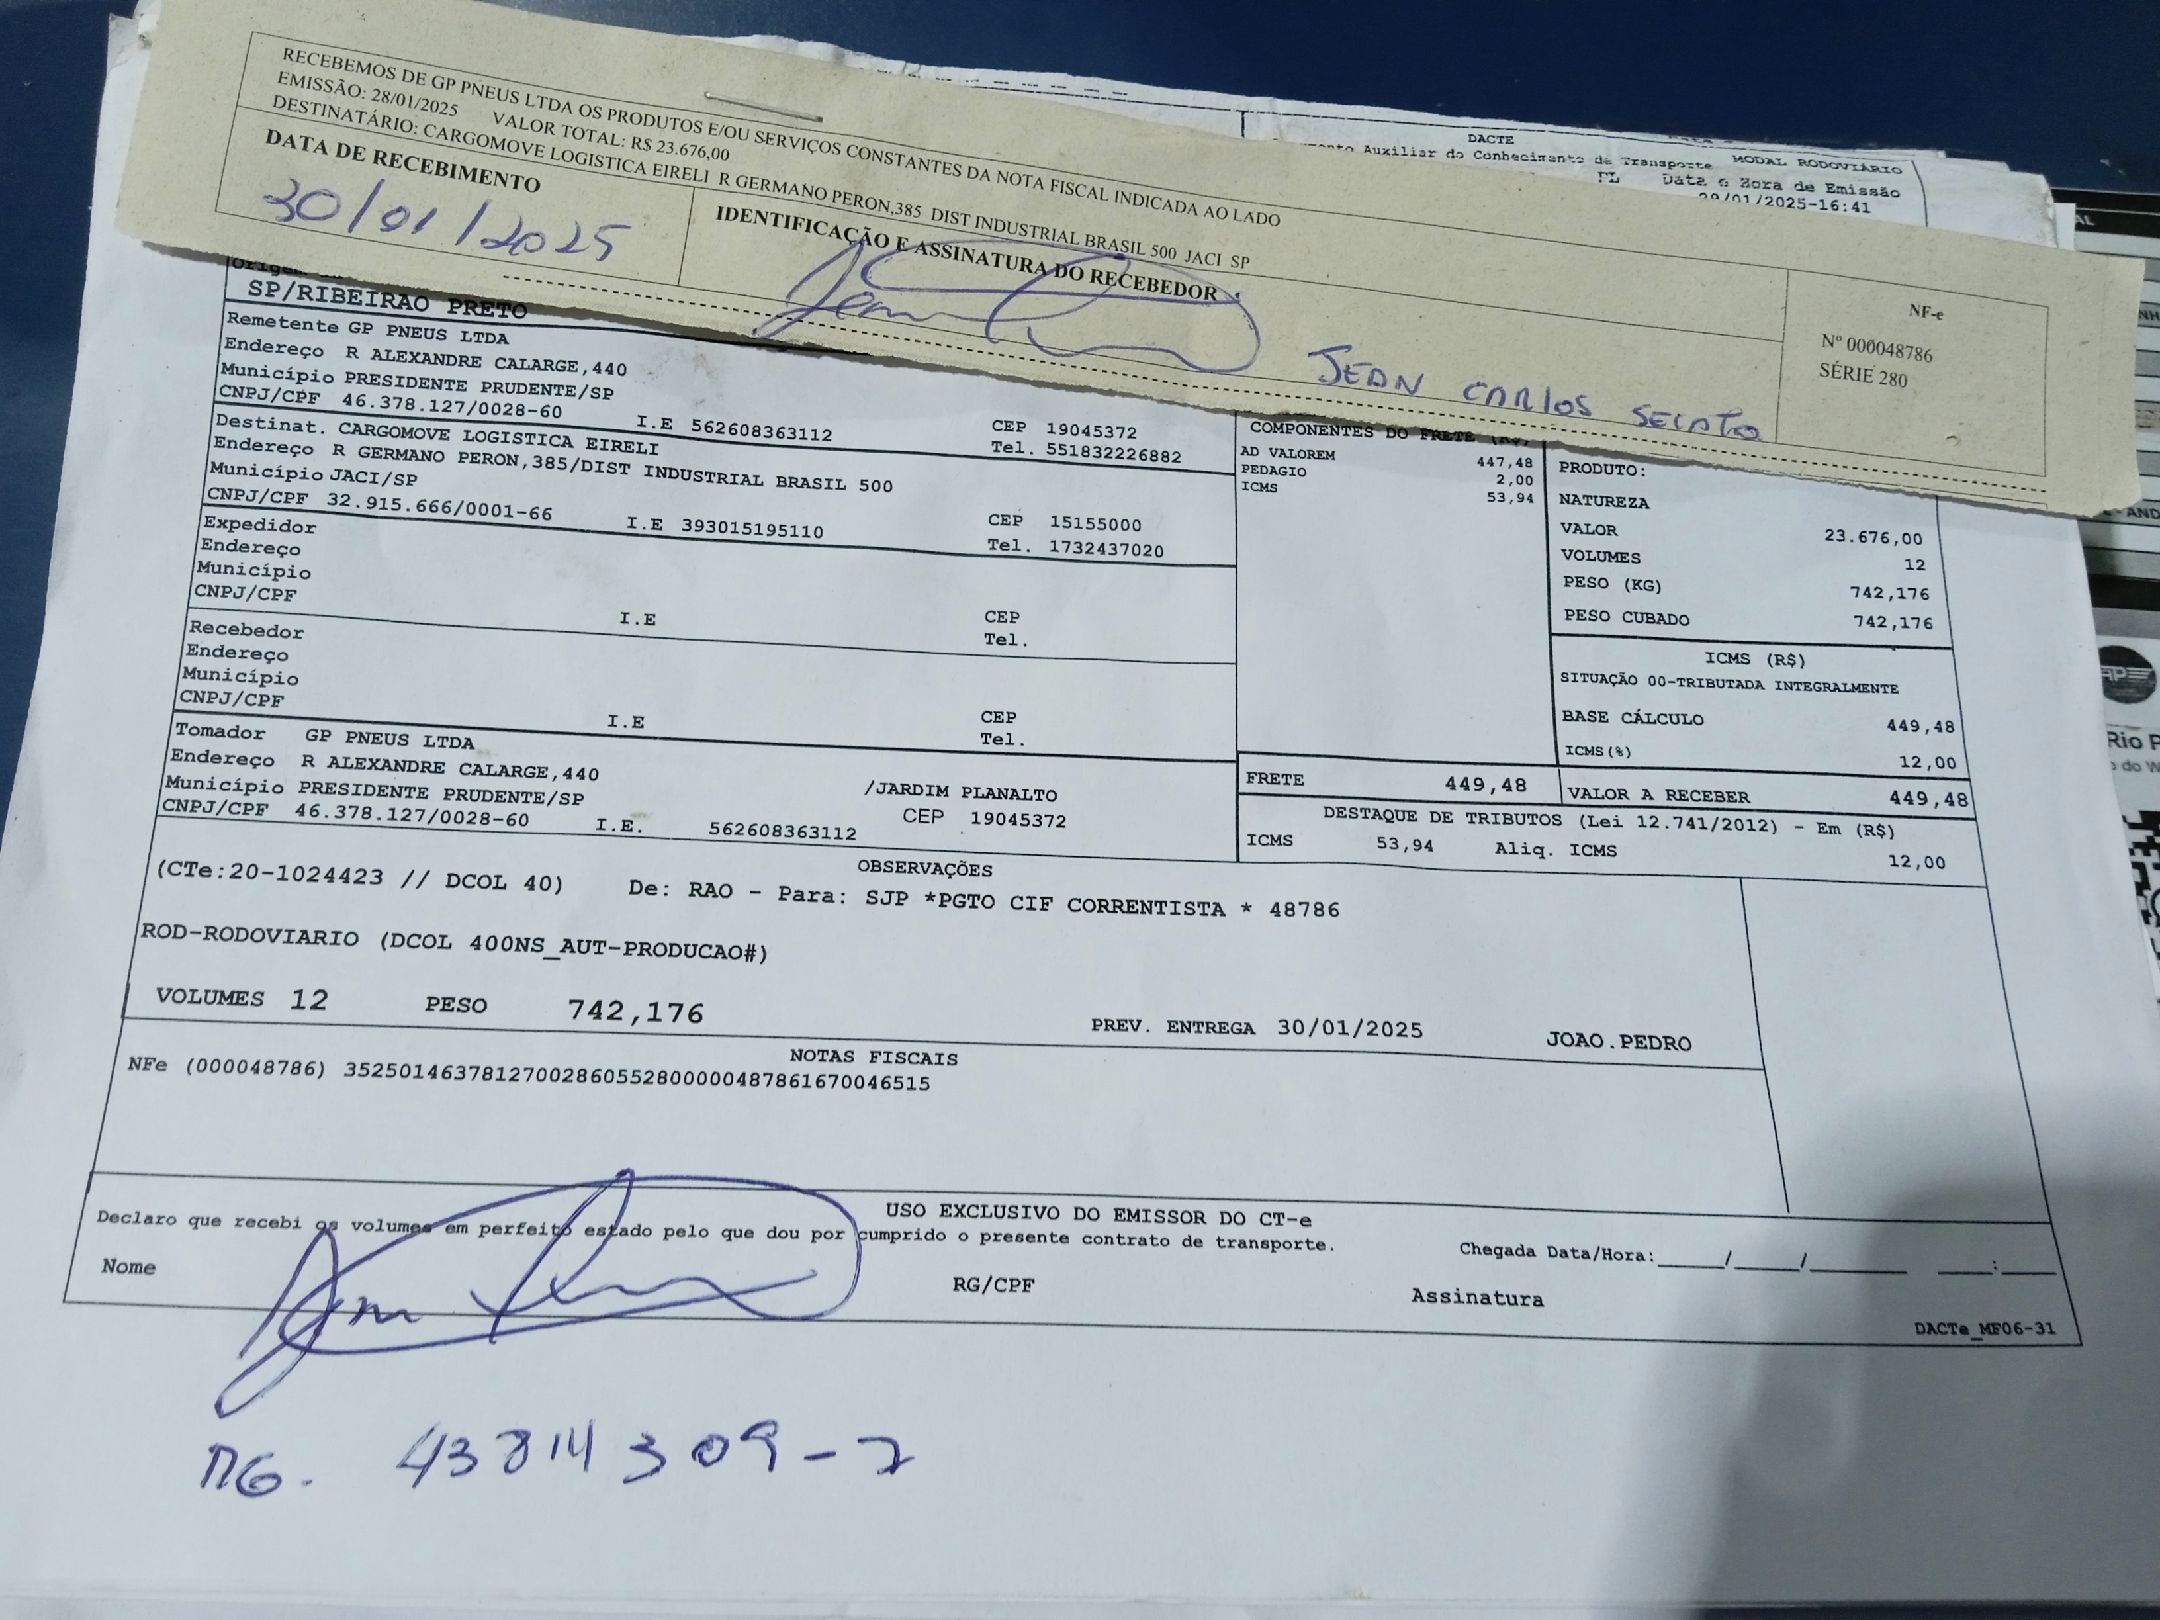 RECEBEMOS DE GP PNEUS LTDA OS PRODUTOS E/OU SERVIÇOS CONSTANTES DA NOTA FISCAL INDICADA AO LADO
EMISSÃO: 28/01/2025 VALOR TOTAL: R$ 23.676,00
DESTINATÁRIO: CARGOMOVE LOGISTICA EIRELI R GERMANO PERON,385 DIST INDUSTRIAL BRASIL 500 JACI SP
DATA DE RECEBIMENTO
30/01/2025
IDENTIFICAÇÃO E ASSINATURA DO RECEBEDOR
JEAN CARLOS
NF-e
Nº 000048786
SÉRIE 280
DACTE
Auxiliar do Conhecimento de Transporte MODAL RODOVIÁRIO
FL Data e Hora de Emissão
/01/2025-16:41
SP/RIBEIRAO PRETO
Remetente GP PNEUS LTDA
Endereço R ALEXANDRE CALARGE,440
Município PRESIDENTE PRUDENTE/SP
CNPJ/CPF 46.378.127/0028-60 I.E 562608363112
CEP 19045372
Tel. 551832226882
Destinat. CARGOMOVE LOGISTICA EIRELI
Endereço R GERMANO PERON,385/DIST INDUSTRIAL BRASIL 500
Município JACI/SP
CNPJ/CPF 32.915.666/0001-66 I.E 393015195110
CEP 15155000
Tel. 1732437020
Expedidor
Endereço
Município
CNPJ/CPF I.E
CEP
Tel.
Recebedor
Endereço
Município
CNPJ/CPF I.E
CEP
Tel.
Tomador GP PNEUS LTDA
Endereço R ALEXANDRE CALARGE,440 /JARDIM PLANALTO
Município PRESIDENTE PRUDENTE/SP CEP 19045372
CNPJ/CPF 46.378.127/0028-60 I.E. 562608363112
COMPONENTES DO FRETE (R$)
AD VALOREM 447,48
PEDAGIO 2,00
ICMS 53,94
PRODUTO:
NATUREZA
VALOR 23.676,00
VOLUMES 12
PESO (KG) 742,176
PESO CUBADO 742,176
ICMS (R$)
SITUAÇÃO 00-TRIBUTADA INTEGRALMENTE
BASE CÁLCULO 449,48
ICMS(%) 12,00
FRETE 449,48 VALOR A RECEBER 449,48
DESTAQUE DE TRIBUTOS (Lei 12.741/2012) - Em (R$)
ICMS 53,94 Aliq. ICMS 12,00
OBSERVAÇÕES
(CTe:20-1024423 // DCOL 40) De: RAO - Para: SJP *PGTO CIF CORRENTISTA * 48786
ROD-RODOVIARIO (DCOL 400NS_AUT-PRODUCAO#)
VOLUMES 12 PESO 742,176 PREV. ENTREGA 30/01/2025 JOAO.PEDRO
NOTAS FISCAIS
NFe (000048786) 35250146378127002860552800000487861670046515
USO EXCLUSIVO DO EMISSOR DO CT-e
Declaro que recebi os volumes em perfeito estado pelo que dou por cumprido o presente contrato de transporte.
Chegada Data/Hora:_____/_____/_______ ____:____
Nome RG/CPF Assinatura
DACTe_MF06-31
RG. 43814309-2